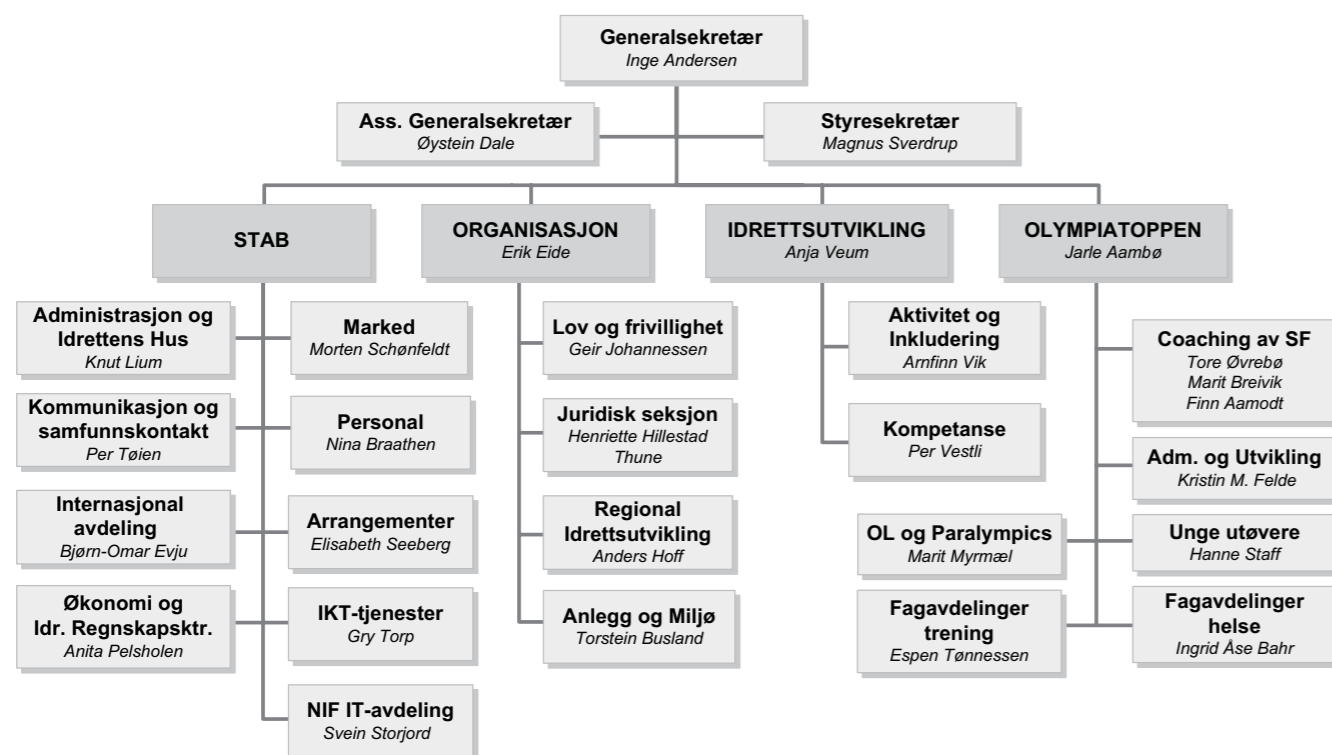 Generalsekretær
Inge Andersen
Ass. Generalsekretær
Øystein Dale
Styresekretær
Magnus Sverdrup
STAB
ORGANISASJON
Erik Eide
IDRETTSUTVIKLING
Anja Veum
OLYMPIATOPPEN
Jarle Aambø
Administrasjon og
Idrettens Hus
Knut Lium
Marked
Morten Schønfeldt
Kommunikasjon og
samfunnskontakt
Per Tøien
Personal
Nina Braathen
Internasjonal
avdeling
Bjørn-Omar Evju
Arrangementer
Elisabeth Seeberg
Økonomi og
Idr. Regnskapsktr.
Anita Pelsholen
IKT-tjenester
Gry Torp
NIF IT-avdeling
Svein Storjord
Lov og frivillighet
Geir Johannessen
Juridisk seksjon
Henriette Hillestad
Thune
Regional
Idrettsutvikling
Anders Hoff
Anlegg og Miljø
Torstein Busland
Aktivitet og
Inkludering
Arnfinn Vik
Kompetanse
Per Vestli
Coaching av SF
Tore Øvrebø
Marit Breivik
Finn Aamodt
Adm. og Utvikling
Kristin M. Felde
OL og Paralympics
Marit Myrmæl
Unge utøvere
Hanne Staff
Fagavdelinger
trening
Espen Tønnessen
Fagavdelinger
helse
Ingrid Åse Bahr